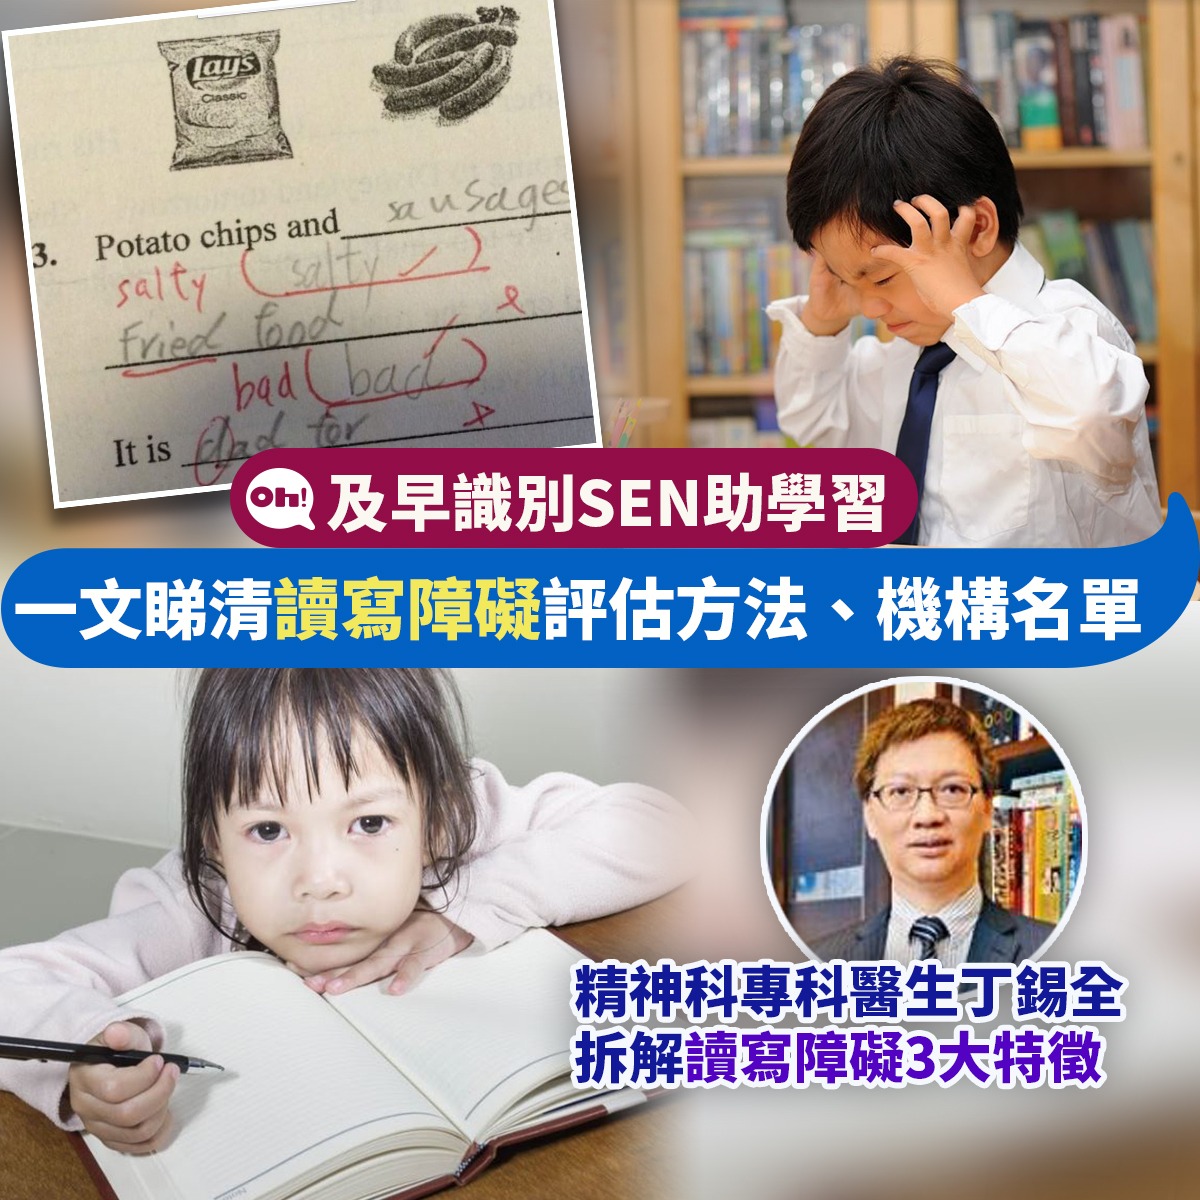 Lays
Classic
3. Potato chips and sausages
salty (salty)
Fried food
bad (bad)
It is dad for
Oh! 及早識別SEN助學習
一文睇清讀寫障礙評估方法、機構名單
精神科專科醫生丁錫全
拆解讀寫障礙3大特徵